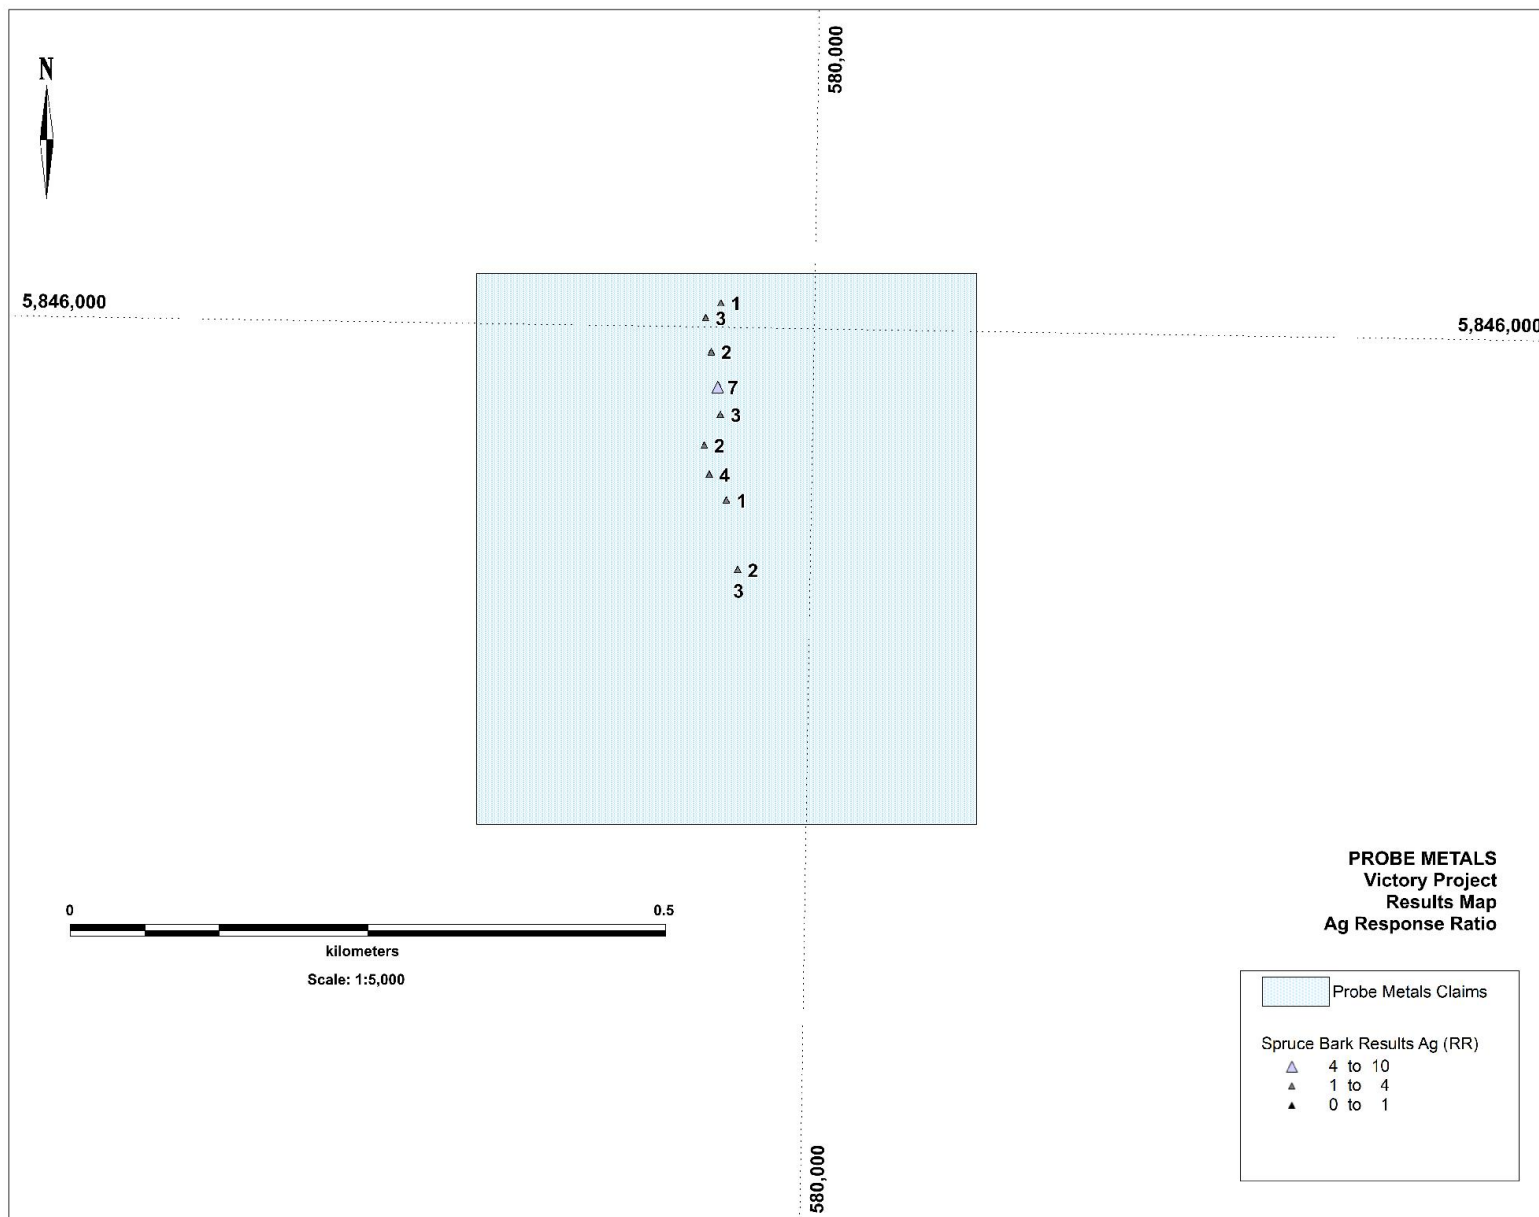 N
580,000
5,846,000
5,846,000
1
3
2
7
3
2
4
1
2
3
PROBE METALS
Victory Project
Results Map
Ag Response Ratio
0 0.5
kilometers
Scale: 1:5,000
Probe Metals Claims
Spruce Bark Results Ag (RR)
4 to 10
1 to 4
0 to 1
580,000